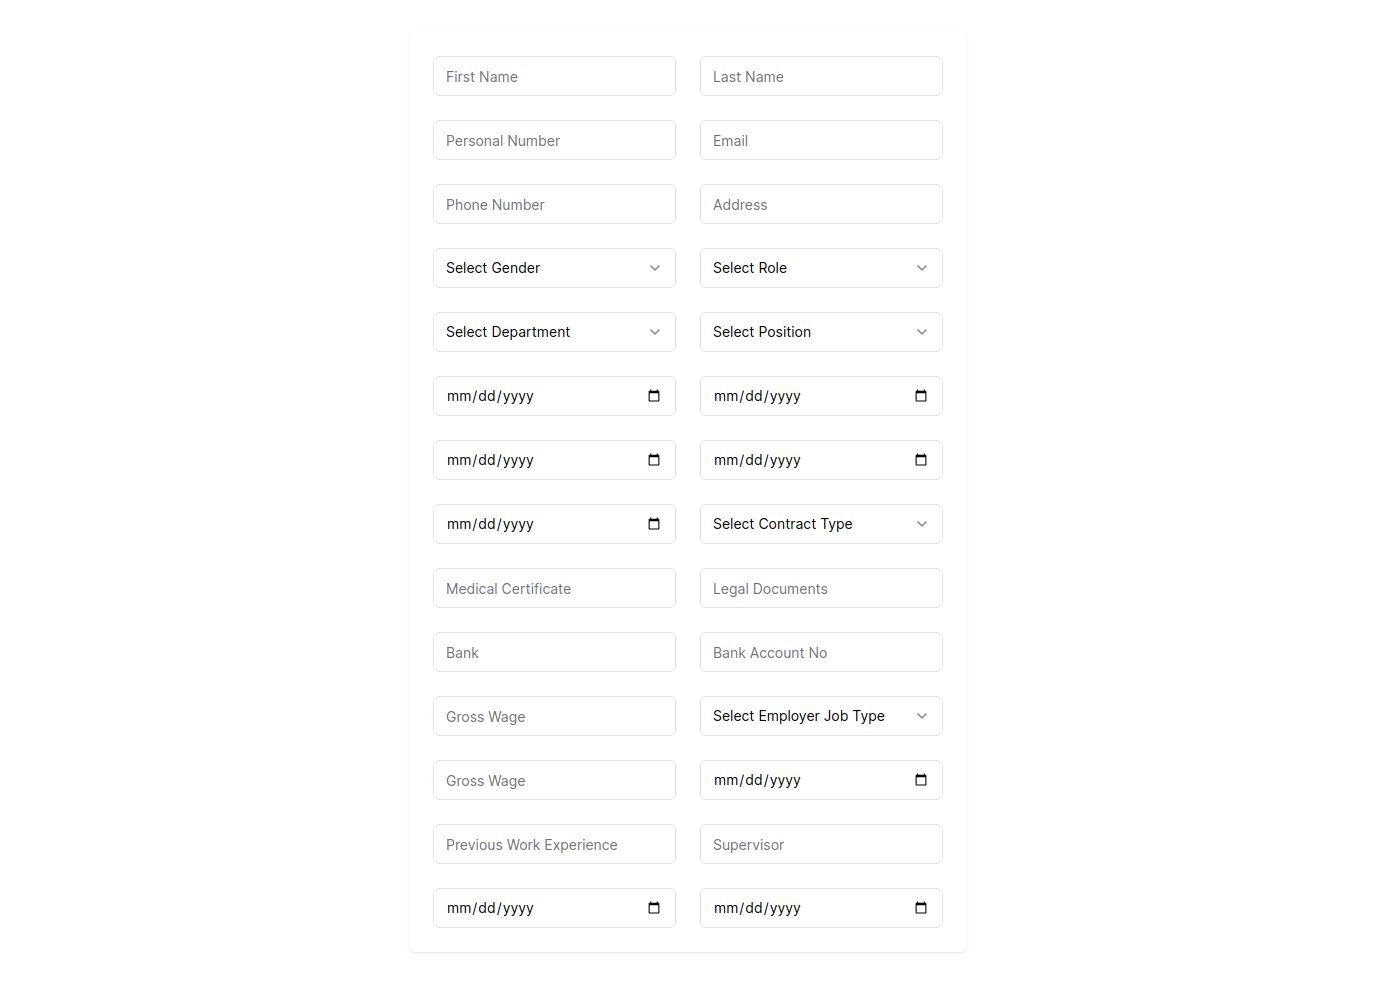 First Name
Last Name
Personal Number
Email
Phone Number
Address
Select Gender
Select Role
Select Department
Select Position
mm/dd/yyyy
mm/dd/yyyy
mm/dd/yyyy
mm/dd/yyyy
mm/dd/yyyy
Select Contract Type
Medical Certificate
Legal Documents
Bank
Bank Account No
Gross Wage
Select Employer Job Type
Gross Wage
mm/dd/yyyy
Previous Work Experience
Supervisor
mm/dd/yyyy
mm/dd/yyyy